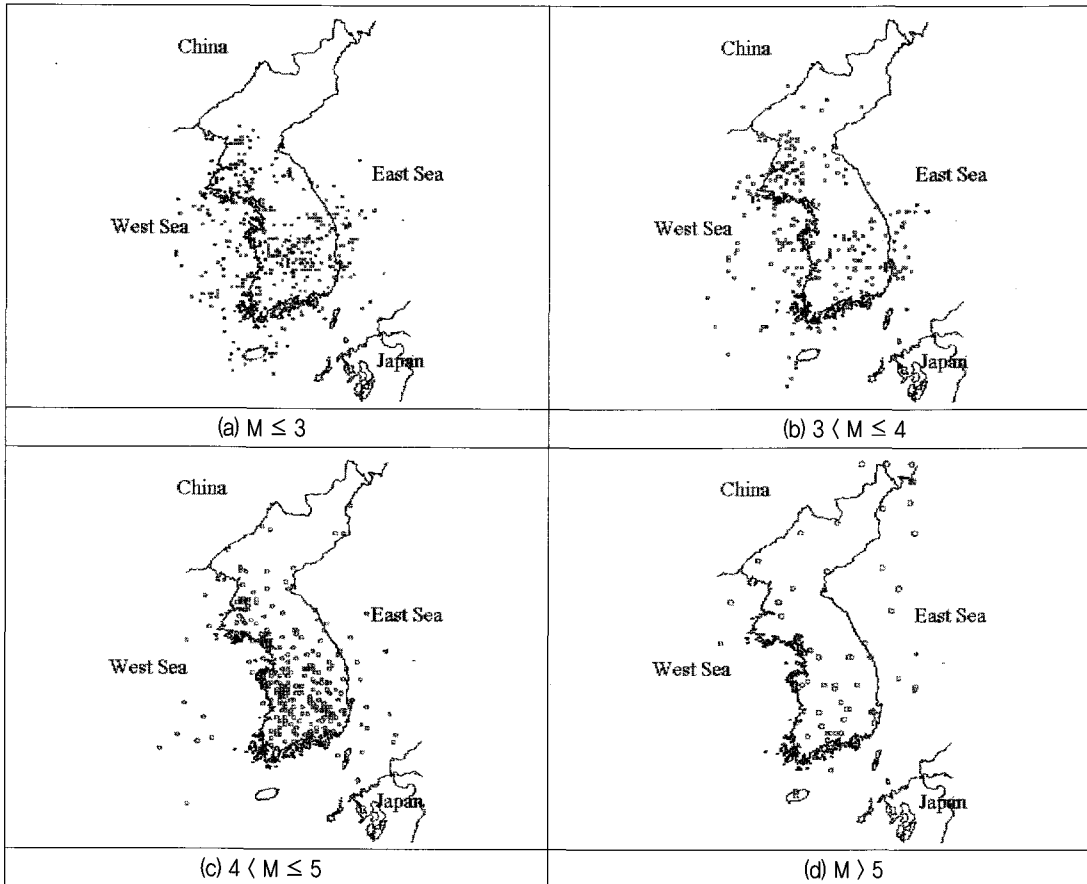 China
East Sea
West Sea
Japan
(a) M ≤ 3
China
East Sea
West Sea
Japan
(b) 3 < M ≤ 4
China
East Sea
West Sea
Japan
(c) 4 < M ≤ 5
China
East Sea
West Sea
Japan
(d) M > 5